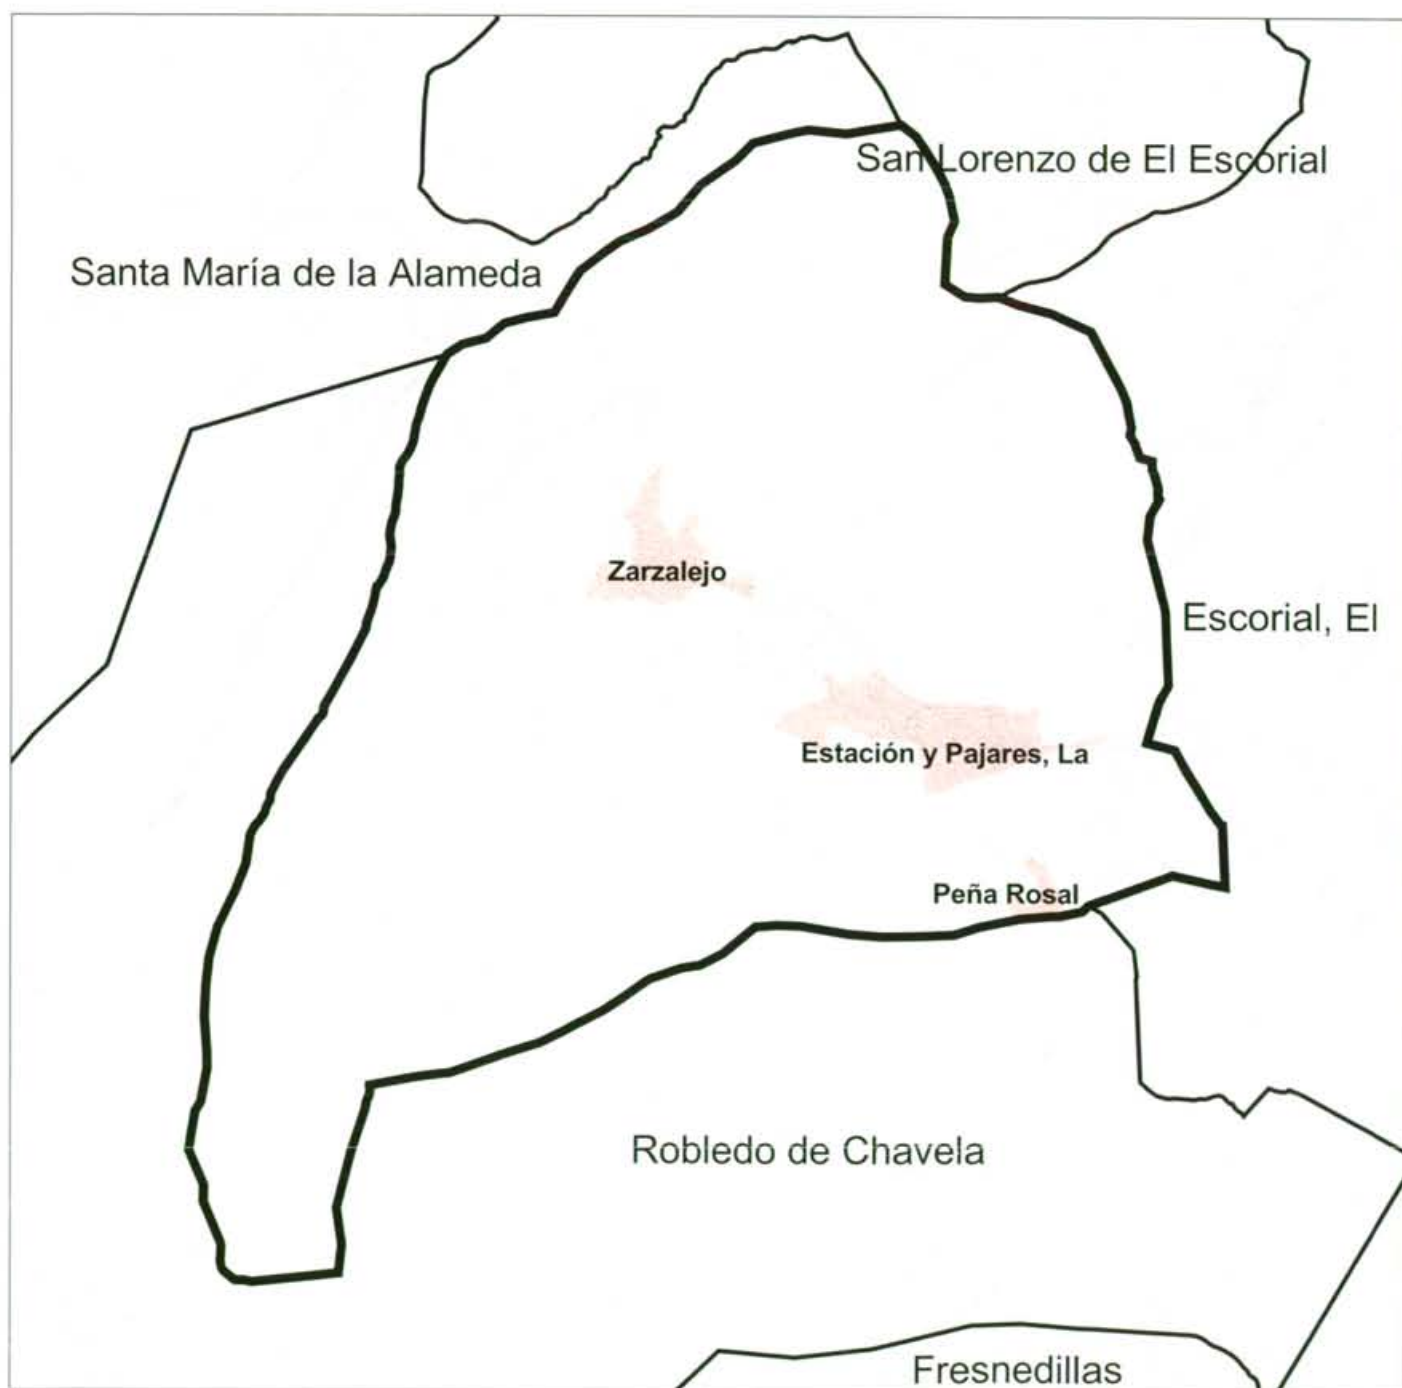 San Lorenzo de El Escorial
Santa María de la Alameda
Zarzalejo
Escorial, El
Estación y Pajares, La
Peña Rosal
Robledo de Chavela
Fresnedillas